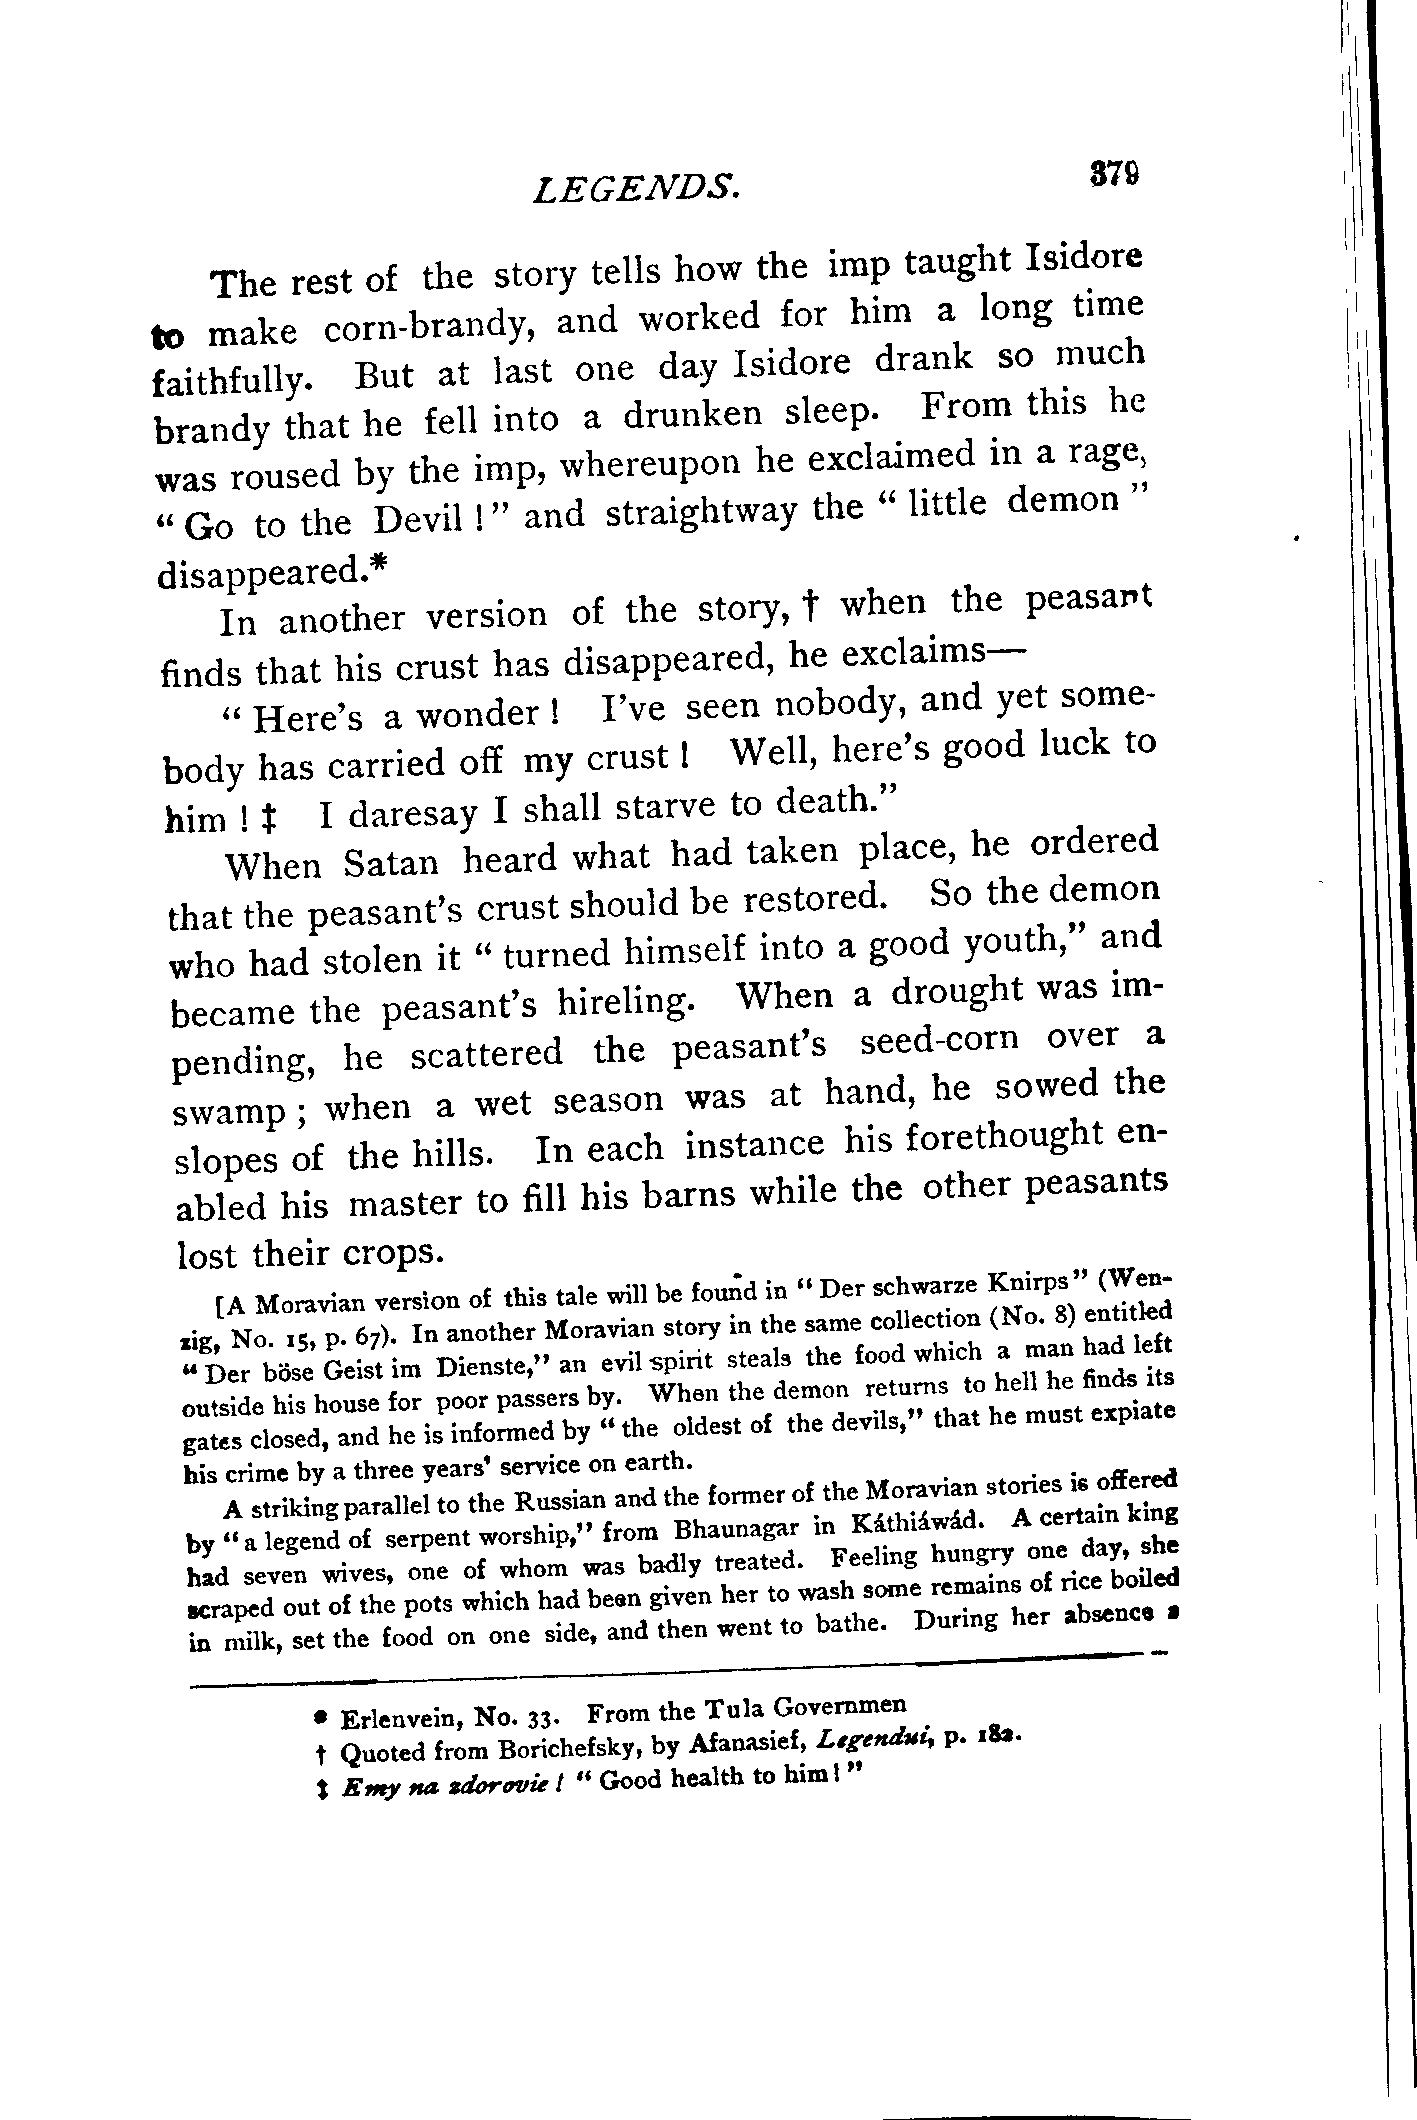 LEGENDS. 379
The rest of the story tells how the imp taught Isidore
to make corn-brandy, and worked for him a long time
faithfully. But at last one day Isidore drank so much
brandy that he fell into a drunken sleep. From this he
was roused by the imp, whereupon he exclaimed in a rage,
“Go to the Devil!” and straightway the “little demon”
disappeared.*
In another version of the story, † when the peasant
finds that his crust has disappeared, he exclaims—
“Here’s a wonder! I’ve seen nobody, and yet some-
body has carried off my crust! Well, here’s good luck to
him! ‡ I daresay I shall starve to death.”
When Satan heard what had taken place, he ordered
that the peasant’s crust should be restored. So the demon
who had stolen it “turned himself into a good youth,” and
became the peasant’s hireling. When a drought was im-
pending, he scattered the peasant’s seed-corn over a
swamp; when a wet season was at hand, he sowed the
slopes of the hills. In each instance his forethought en-
abled his master to fill his barns while the other peasants
lost their crops.
[A Moravian version of this tale will be found in “Der schwarze Knirps” (Wen-
zig, No. 15, p. 67). In another Moravian story in the same collection (No. 8) entitled
“Der böse Geist im Dienste,” an evil spirit steals the food which a man had left
outside his house for poor passers by. When the demon returns to hell he finds its
gates closed, and he is informed by “the oldest of the devils,” that he must expiate
his crime by a three years’ service on earth.
A striking parallel to the Russian and the former of the Moravian stories is offered
by “a legend of serpent worship,” from Bhaunagar in Káthiáwád. A certain king
had seven wives, one of whom was badly treated. Feeling hungry one day, she
scraped out of the pots which had been given her to wash some remains of rice boiled
in milk, set the food on one side, and then went to bathe. During her absence a
* Erlenvein, No. 33. From the Tula Governmen
† Quoted from Borichefsky, by Afanasief, Legendui, p. 182.
‡ Emy na zdorovie! “Good health to him!”